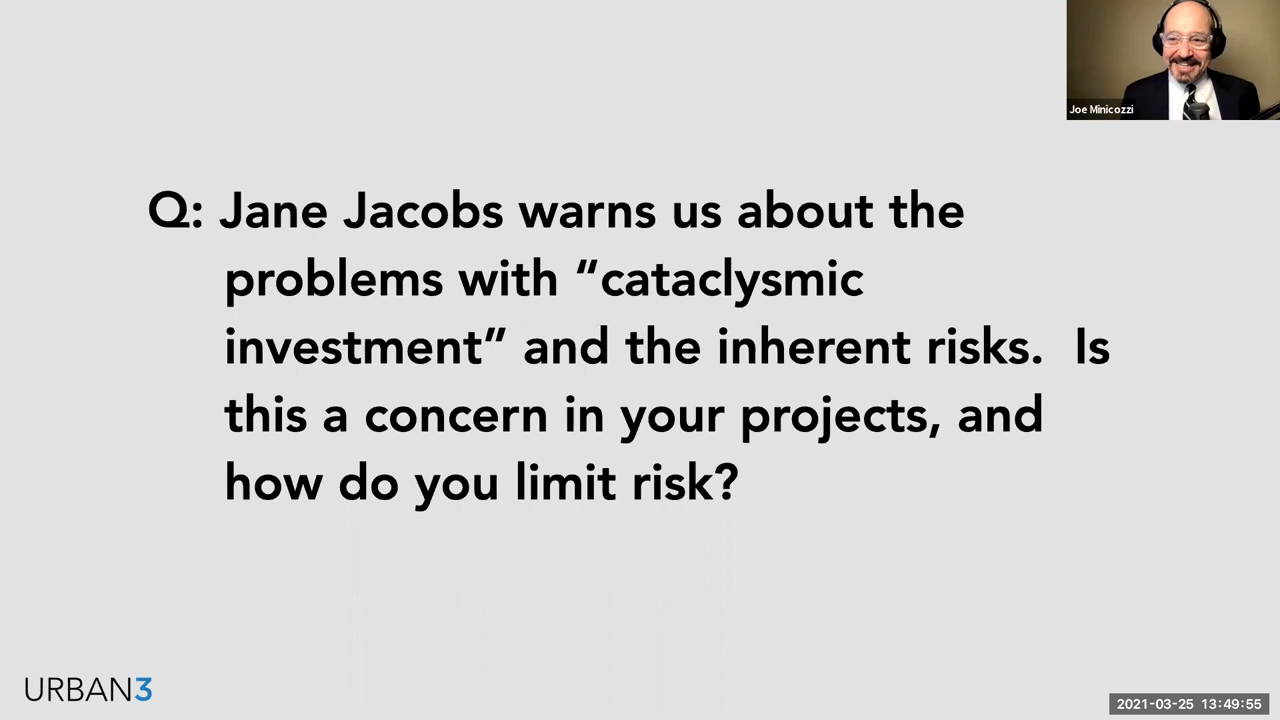 Joe Minicozzi
Q: Jane Jacobs warns us about the
problems with “cataclysmic
investment” and the inherent risks.  Is
this a concern in your projects, and
how do you limit risk?
URBAN3
2021-03-25 13:49:55